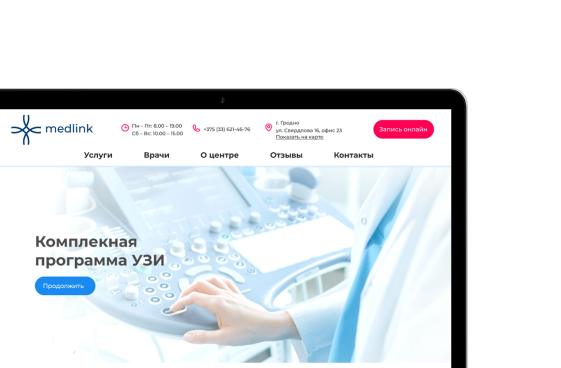 medlink
Пн – Пт: 8.00 – 19.00
Сб – Вс: 10.00 – 15.00
+375 (33) 621-46-76
г. Гродно
ул. Свердлова 16, офис 23
Показать на карте
Запись онлайн
Услуги
Врачи
О центре
Отзывы
Контакты
Комплекная
программа УЗИ
Продолжить